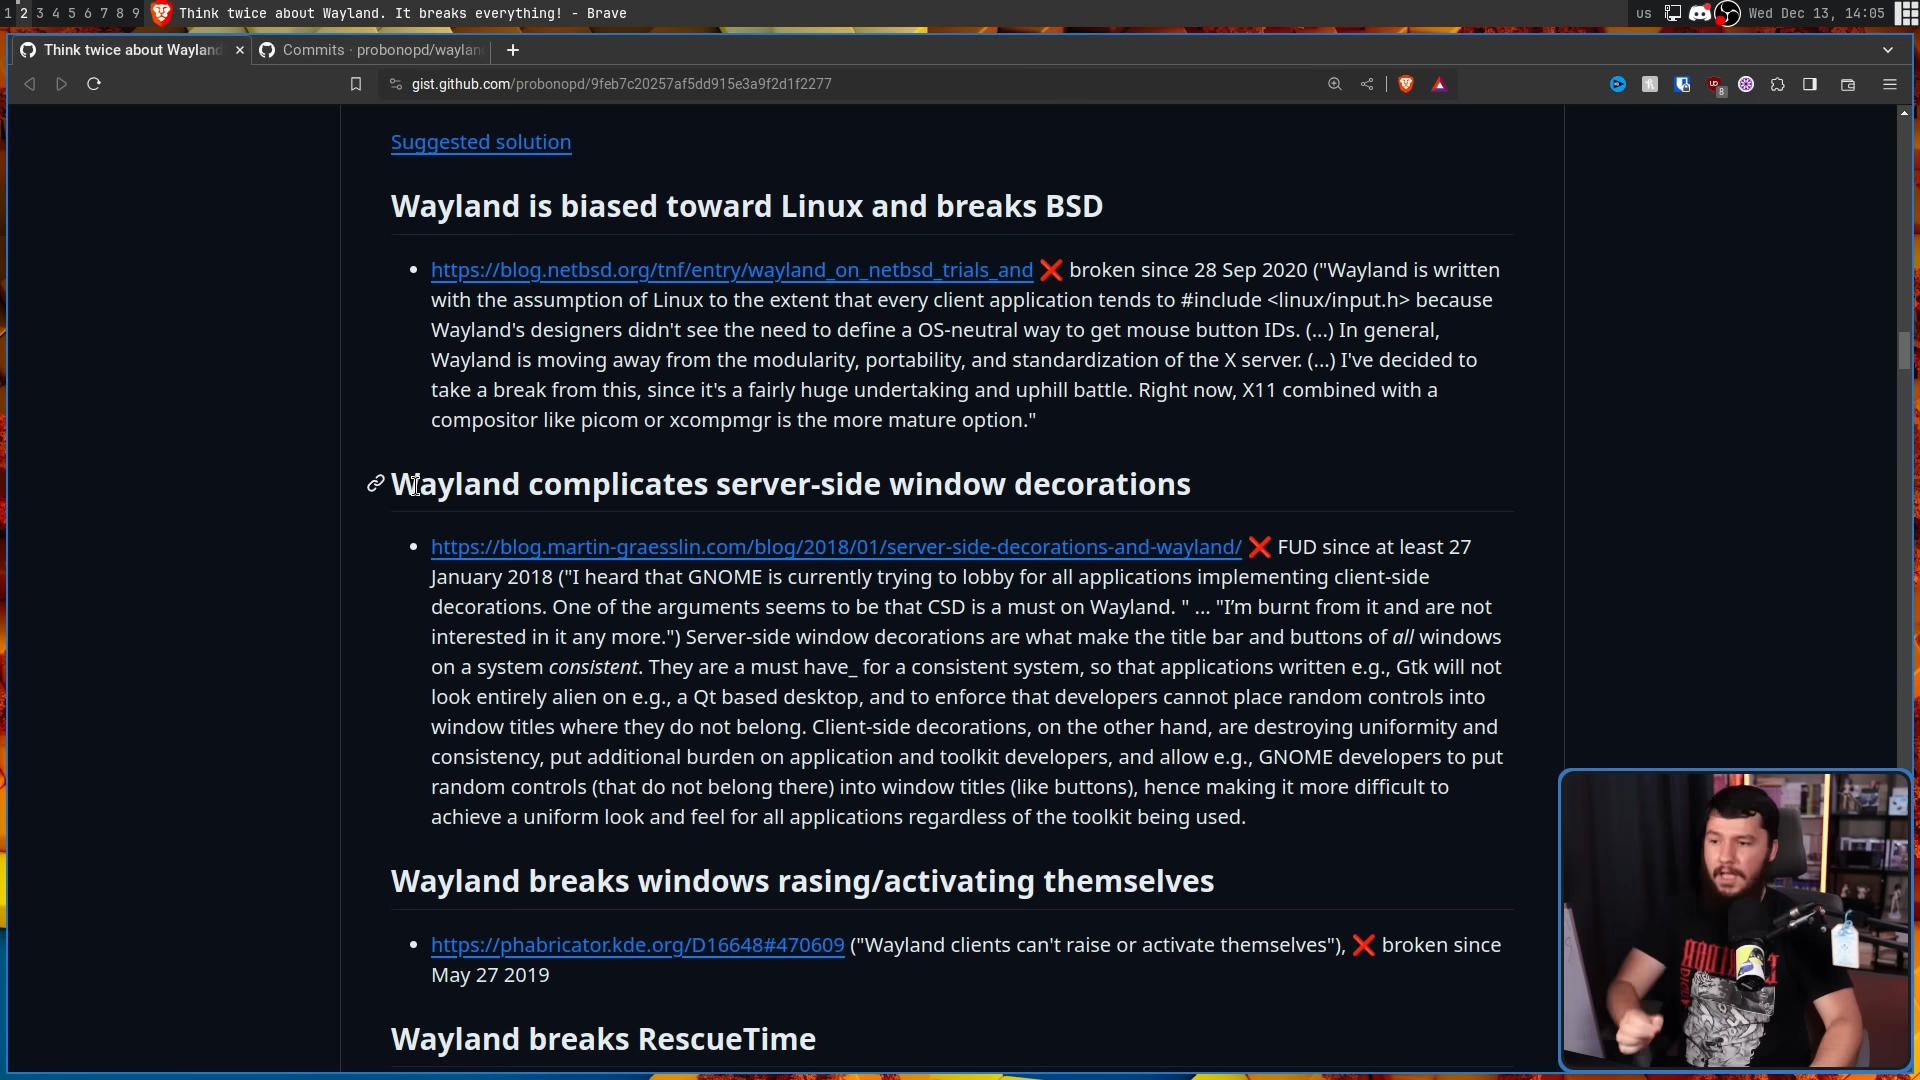 1 2 3 4 5 6 7 8 9 Think twice about Wayland. It breaks everything! - Brave us Wed Dec 13, 14:05
Think twice about Wayland Commits · probonopd/wayland
gist.github.com/probonopd/9feb7c20257af5dd915e3a9f2d1f2277 8
Suggested solution
Wayland is biased toward Linux and breaks BSD
https://blog.netbsd.org/tnf/entry/wayland_on_netbsd_trials_and ❌ broken since 28 Sep 2020 ("Wayland is written
with the assumption of Linux to the extent that every client application tends to #include <linux/input.h> because
Wayland's designers didn't see the need to define a OS-neutral way to get mouse button IDs. (...) In general,
Wayland is moving away from the modularity, portability, and standardization of the X server. (...) I've decided to
take a break from this, since it's a fairly huge undertaking and uphill battle. Right now, X11 combined with a
compositor like picom or xcompmgr is the more mature option."
Wayland complicates server-side window decorations
https://blog.martin-graesslin.com/blog/2018/01/server-side-decorations-and-wayland/ ❌ FUD since at least 27
January 2018 ("I heard that GNOME is currently trying to lobby for all applications implementing client-side
decorations. One of the arguments seems to be that CSD is a must on Wayland. " ... "I'm burnt from it and are not
interested in it any more.") Server-side window decorations are what make the title bar and buttons of all windows
on a system consistent. They are a must have_ for a consistent system, so that applications written e.g., Gtk will not
look entirely alien on e.g., a Qt based desktop, and to enforce that developers cannot place random controls into
window titles where they do not belong. Client-side decorations, on the other hand, are destroying uniformity and
consistency, put additional burden on application and toolkit developers, and allow e.g., GNOME developers to put
random controls (that do not belong there) into window titles (like buttons), hence making it more difficult to
achieve a uniform look and feel for all applications regardless of the toolkit being used.
Wayland breaks windows rasing/activating themselves
https://phabricator.kde.org/D16648#470609 ("Wayland clients can't raise or activate themselves"), ❌ broken since
May 27 2019
Wayland breaks RescueTime